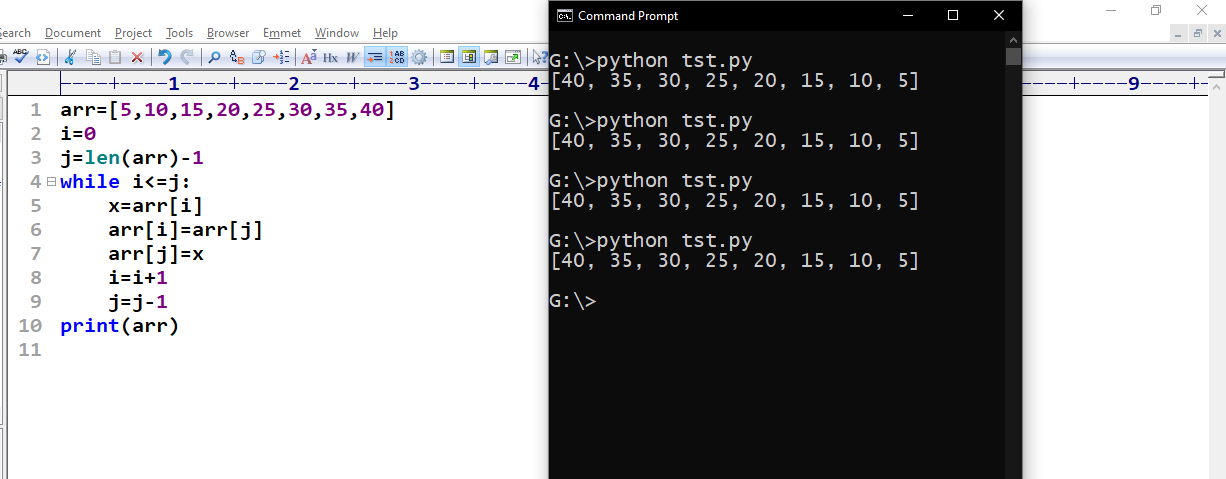 earch Document Project Tools Browser Emmet Window Help
ABC Hx W 1AB 2CD
1 2 3 4
9
1 arr=[5,10,15,20,25,30,35,40]
2 i=0
3 j=len(arr)-1
4 while i<=j:
5 x=arr[i]
6 arr[i]=arr[j]
7 arr[j]=x
8 i=i+1
9 j=j-1
10 print(arr)
11
Command Prompt
G:\>python tst.py
[40, 35, 30, 25, 20, 15, 10, 5]
G:\>python tst.py
[40, 35, 30, 25, 20, 15, 10, 5]
G:\>python tst.py
[40, 35, 30, 25, 20, 15, 10, 5]
G:\>python tst.py
[40, 35, 30, 25, 20, 15, 10, 5]
G:\>